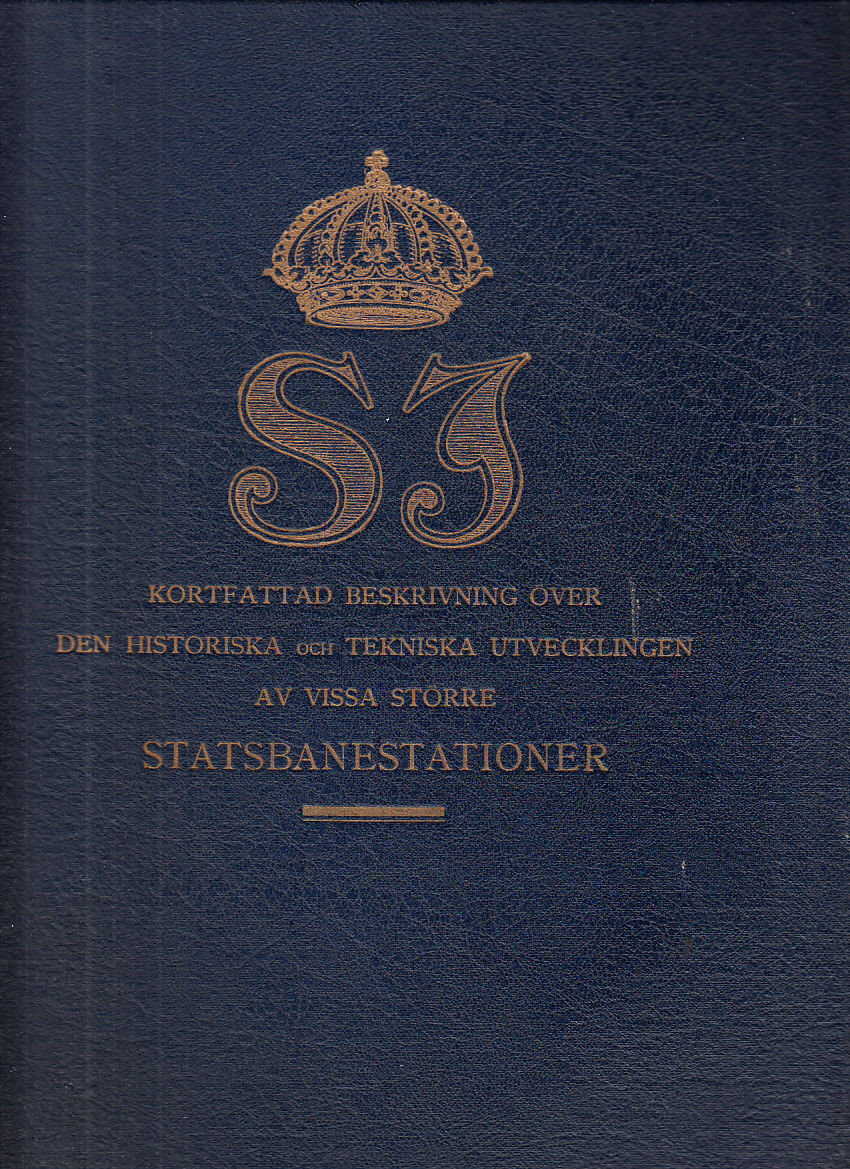 SJ
KORTFATTAD BESKRIVNING ÖVER
DEN HISTORISKA OCH TEKNISKA UTVECKLINGEN
AV VISSA STÖRRE
STATSBANESTATIONER